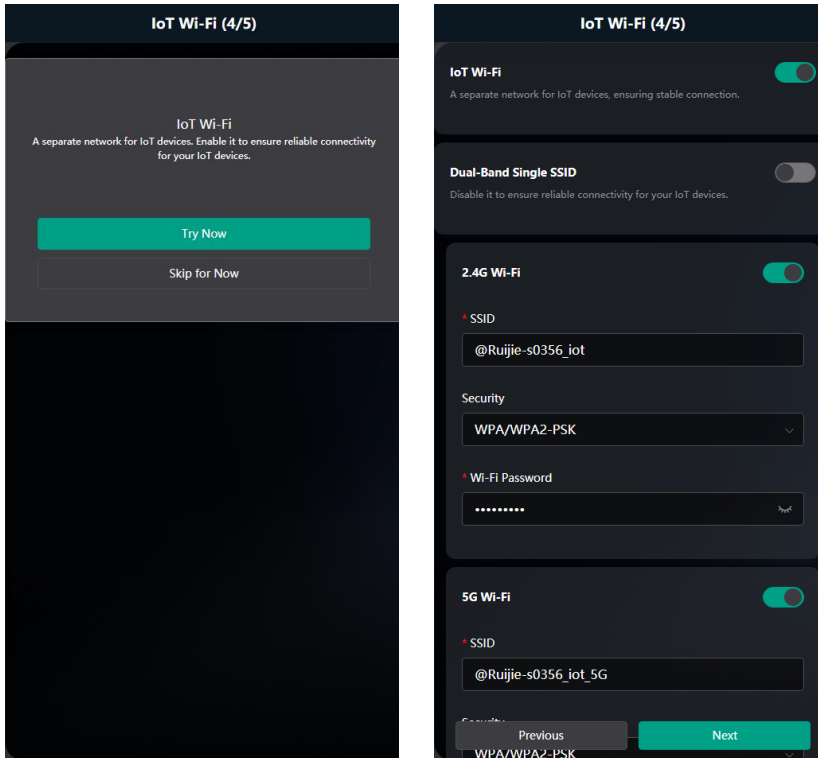 IoT Wi-Fi (4/5)
IoT Wi-Fi
A separate network for IoT devices. Enable it to ensure reliable connectivity
for your IoT devices.
Try Now
Skip for Now
IoT Wi-Fi (4/5)
IoT Wi-Fi
A separate network for IoT devices, ensuring stable connection.
Dual-Band Single SSID
Disable it to ensure reliable connectivity for your IoT devices.
2.4G Wi-Fi
* SSID
@Ruijie-s0356_iot
Security
WPA/WPA2-PSK
* Wi-Fi Password
•••••••••
5G Wi-Fi
* SSID
@Ruijie-s0356_iot_5G
Security
Previous
Next
WPA/WPA2-PSK